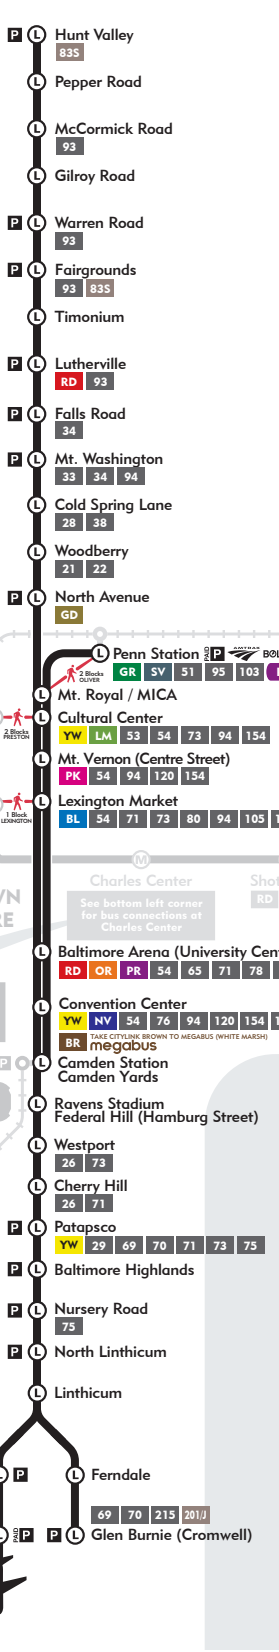 P L Hunt Valley
83S
L Pepper Road
L McCormick Road
93
L Gilroy Road
P L Warren Road
93
P L Fairgrounds
93 83S
L Timonium
P L Lutherville
RD 93
P L Falls Road
34
P L Mt. Washington
33 34 94
L Cold Spring Lane
28 38
L Woodberry
21 22
P L North Avenue
GD
L Penn Station PAID P AMTRAK
2 Blocks
OLIVER
GR SV 51 95 103
L Mt. Royal / MICA
L Cultural Center
2 Blocks
PRESTON
YW LM 53 54 73 94 154
L Mt. Vernon (Centre Street)
PK 54 94 120 154
L Lexington Market
1 Block
LEXINGTON
BL 54 71 73 80 94 105
M
Charles Center
See bottom left corner
for bus connections at
Charles Center
RD
L Baltimore Arena (University Cen
RD OR PR 54 65 71 78
L Convention Center
YW NV 54 76 94 120 154
BR TAKE CITYLINK BROWN TO MEGABUS (WHITE MARSH)
megabus
P L Camden Station
Camden Yards
L Ravens Stadium
Federal Hill (Hamburg Street)
L Westport
26 73
L Cherry Hill
26 71
P L Patapsco
YW 29 69 70 71 73 75
P L Baltimore Highlands
P L Nursery Road
75
P L North Linthicum
L Linthicum
L P L Ferndale
69 70 215 201/J
L PAID P P L Glen Burnie (Cromwell)